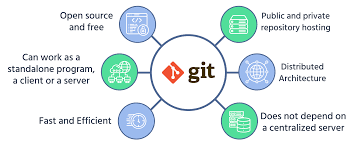 Open source
and free
Public and private
repository hosting
Can work as a
standalone program,
a client or a server
git
Distributed
Architecture
Fast and Efficient
Does not depend on
a centralized server